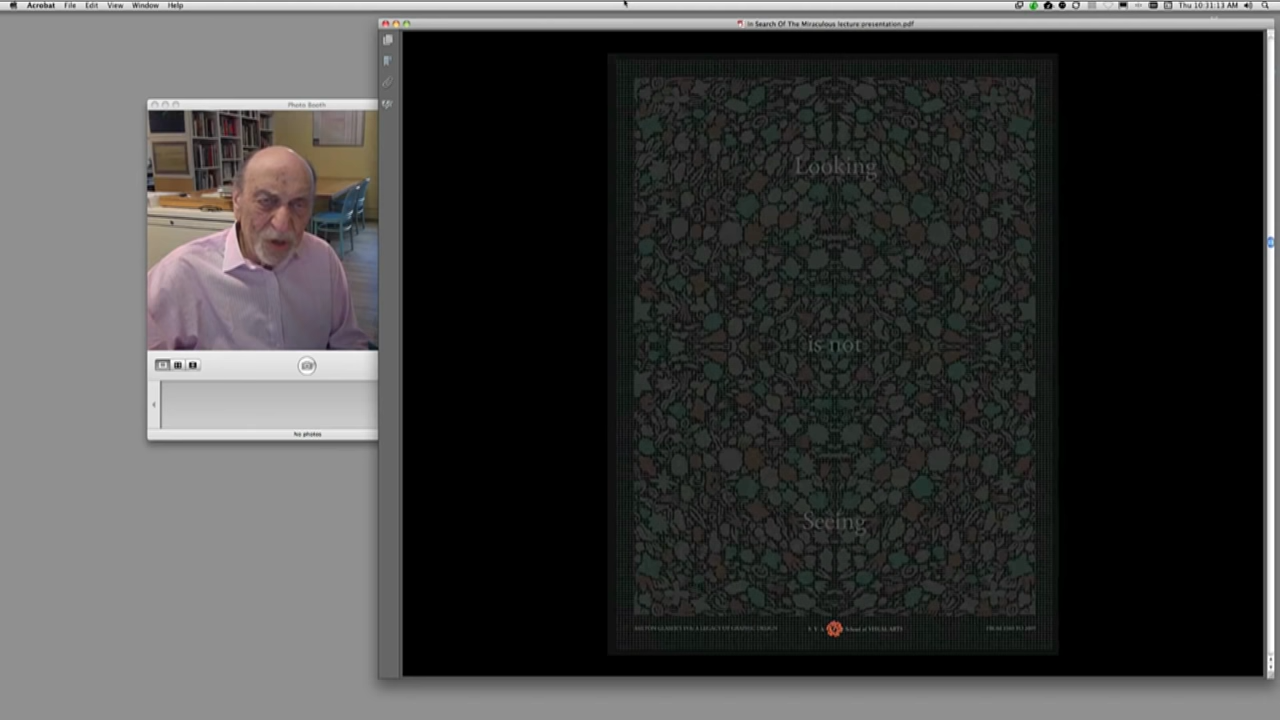 Acrobat File Edit View Window Help
Thu 10:31:13 AM
In Search Of The Miraculous lecture presentation.pdf
Photo Booth
No photos
Looking
is not
Seeing
S V A School of VISUAL ARTS